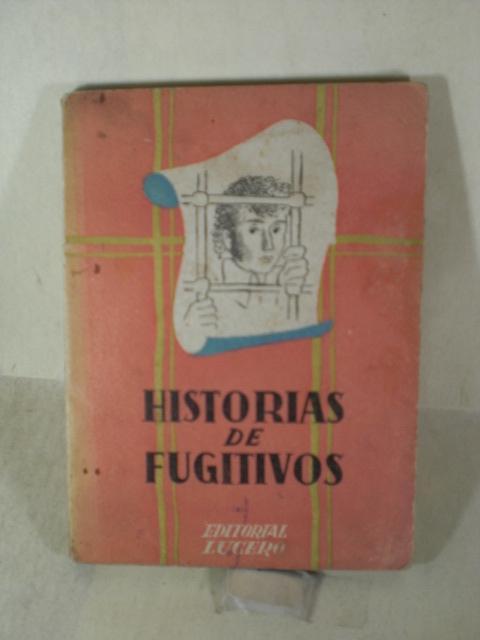 HISTORIAS
DE
FUGITIVOS
EDITORIAL
LUCERO